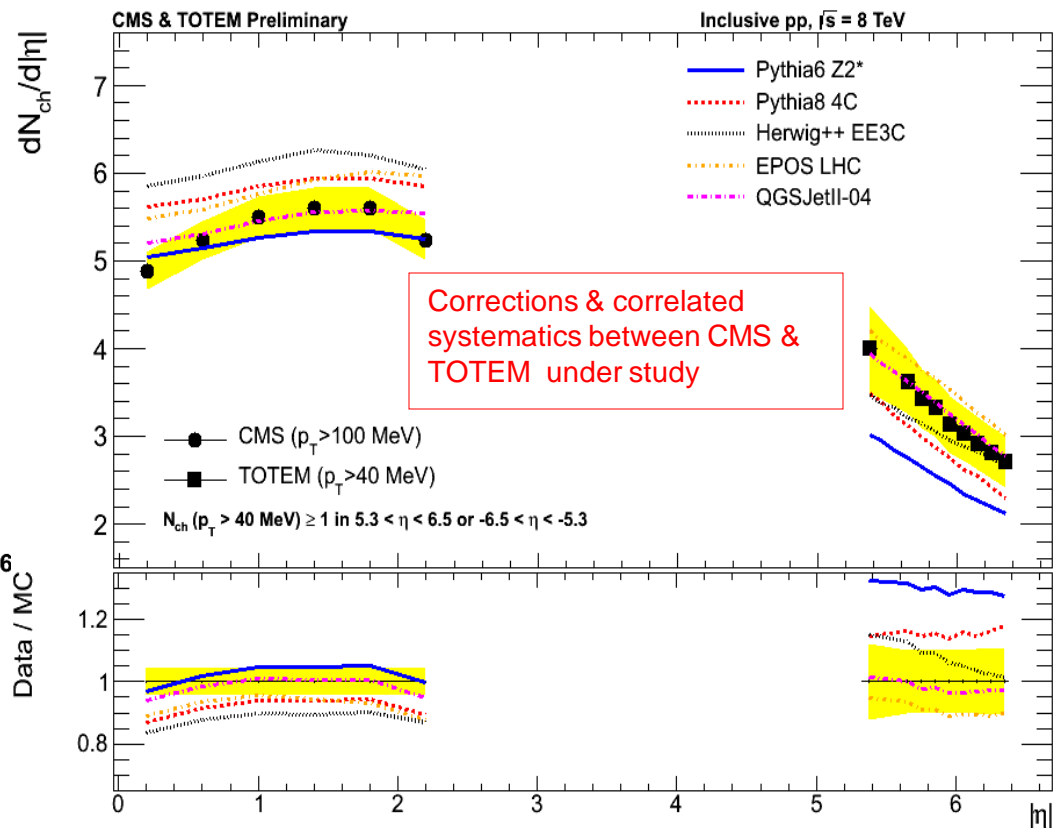 CMS & TOTEM Preliminary
Inclusive pp, √s = 8 TeV
dN_ch/d|η|
7
6
5
4
3
2
Pythia6 Z2*
Pythia8 4C
Herwig++ EE3C
EPOS LHC
QGSJetII-04
Corrections & correlated
systematics between CMS &
TOTEM under study
CMS (p_T>100 MeV)
TOTEM (p_T>40 MeV)
N_ch (p_T > 40 MeV) ≥ 1 in 5.3 < η < 6.5 or -6.5 < η < -5.3
6
Data / MC
1.2
1
0.8
0 1 2 3 4 5 6
|η|